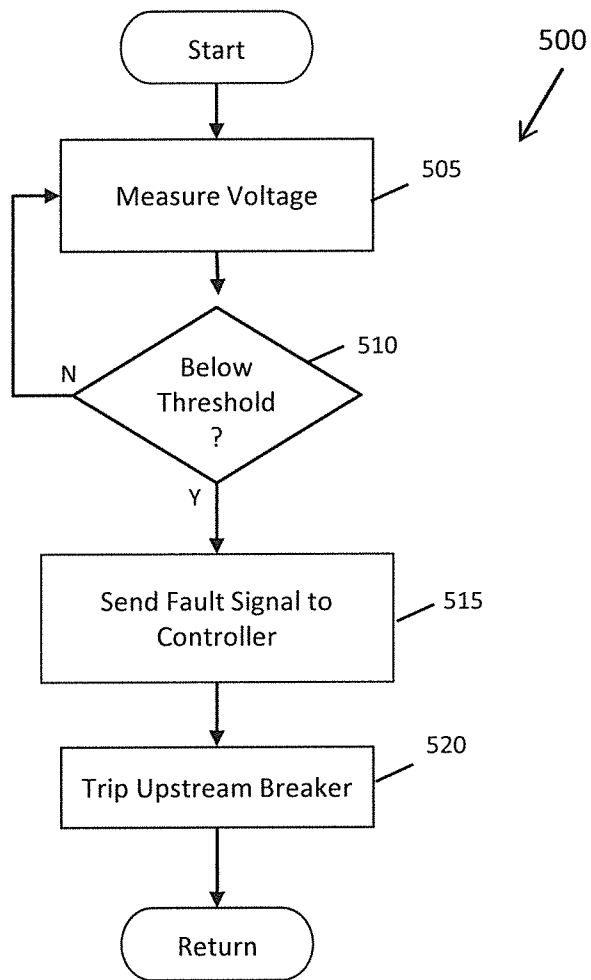 Start
500
Measure Voltage
505
Below
Threshold
?
510
N
Y
Send Fault Signal to
Controller
515
Trip Upstream Breaker
520
Return